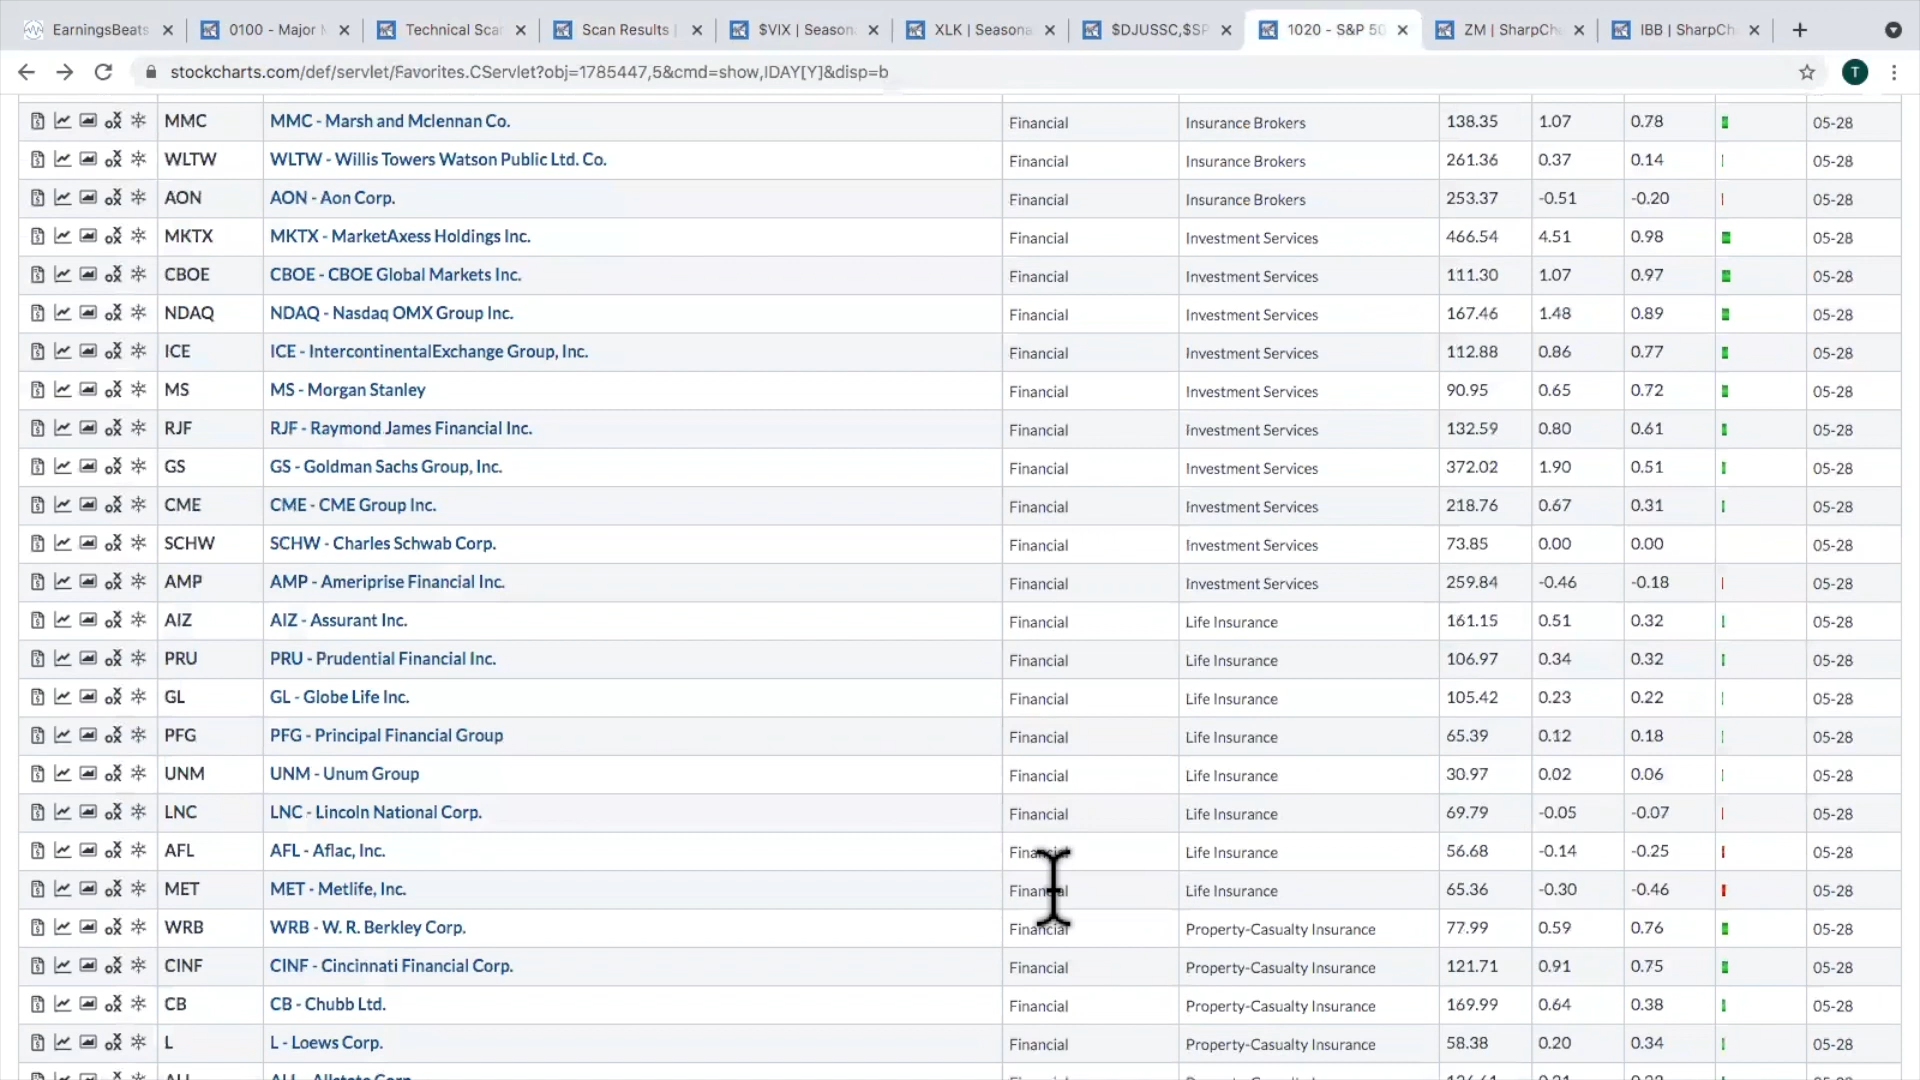 EarningsBeats
0100 - Major
Technical Scan
Scan Results |
$VIX | Season
XLK | Seasona
$DJUSSC,$SP
1020 - S&P 50
ZM | SharpCh
IBB | SharpCh
stockcharts.com/def/servlet/Favorites.CServlet?obj=1785447,5&cmd=show,IDAY[Y]&disp=b
T
MMC MMC - Marsh and Mclennan Co. Financial Insurance Brokers 138.35 1.07 0.78 05-28
WLTW WLTW - Willis Towers Watson Public Ltd. Co. Financial Insurance Brokers 261.36 0.37 0.14 05-28
AON AON - Aon Corp. Financial Insurance Brokers 253.37 -0.51 -0.20 05-28
MKTX MKTX - MarketAxess Holdings Inc. Financial Investment Services 466.54 4.51 0.98 05-28
CBOE CBOE - CBOE Global Markets Inc. Financial Investment Services 111.30 1.07 0.97 05-28
NDAQ NDAQ - Nasdaq OMX Group Inc. Financial Investment Services 167.46 1.48 0.89 05-28
ICE ICE - IntercontinentalExchange Group, Inc. Financial Investment Services 112.88 0.86 0.77 05-28
MS MS - Morgan Stanley Financial Investment Services 90.95 0.65 0.72 05-28
RJF RJF - Raymond James Financial Inc. Financial Investment Services 132.59 0.80 0.61 05-28
GS GS - Goldman Sachs Group, Inc. Financial Investment Services 372.02 1.90 0.51 05-28
CME CME - CME Group Inc. Financial Investment Services 218.76 0.67 0.31 05-28
SCHW SCHW - Charles Schwab Corp. Financial Investment Services 73.85 0.00 0.00 05-28
AMP AMP - Ameriprise Financial Inc. Financial Investment Services 259.84 -0.46 -0.18 05-28
AIZ AIZ - Assurant Inc. Financial Life Insurance 161.15 0.51 0.32 05-28
PRU PRU - Prudential Financial Inc. Financial Life Insurance 106.97 0.34 0.32 05-28
GL GL - Globe Life Inc. Financial Life Insurance 105.42 0.23 0.22 05-28
PFG PFG - Principal Financial Group Financial Life Insurance 65.39 0.12 0.18 05-28
UNM UNM - Unum Group Financial Life Insurance 30.97 0.02 0.06 05-28
LNC LNC - Lincoln National Corp. Financial Life Insurance 69.79 -0.05 -0.07 05-28
AFL AFL - Aflac, Inc. Financial Life Insurance 56.68 -0.14 -0.25 05-28
MET MET - Metlife, Inc. Financial Life Insurance 65.36 -0.30 -0.46 05-28
WRB WRB - W. R. Berkley Corp. Financial Property-Casualty Insurance 77.99 0.59 0.76 05-28
CINF CINF - Cincinnati Financial Corp. Financial Property-Casualty Insurance 121.71 0.91 0.75 05-28
CB CB - Chubb Ltd. Financial Property-Casualty Insurance 169.99 0.64 0.38 05-28
L L - Loews Corp. Financial Property-Casualty Insurance 58.38 0.20 0.34 05-28